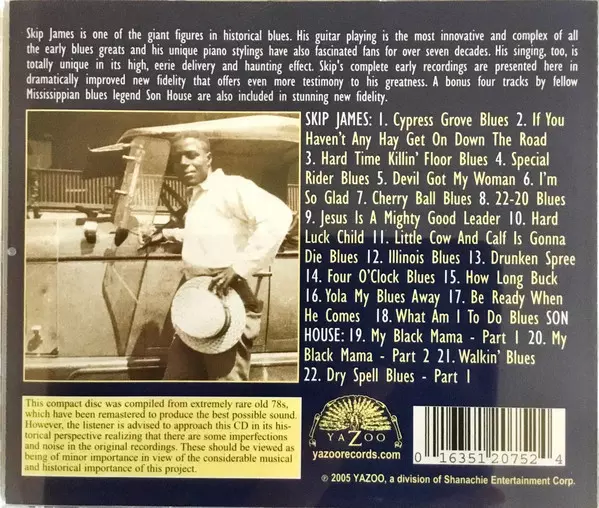 Skip James is one of the giant figures in historical blues. His guitar playing is the most innovative and complex of all
the early blues greats and his unique piano stylings have also fascinated fans for over seven decades. His singing, too, is
totally unique in its high, eerie delivery and haunting effect. Skip's complete early recordings are presented here in
dramatically improved new fidelity that offers even more testimony to his greatness. A bonus four tracks by fellow
Mississippian blues legend Son House are also included in stunning new fidelity.
SKIP JAMES: 1. Cypress Grove Blues 2. If You
Haven't Any Hay Get On Down The Road
3. Hard Time Killin' Floor Blues 4. Special
Rider Blues 5. Devil Got My Woman 6. I'm
So Glad 7. Cherry Ball Blues 8. 22-20 Blues
9. Jesus Is A Mighty Good Leader 10. Hard
Luck Child 11. Little Cow And Calf Is Gonna
Die Blues 12. Illinois Blues 13. Drunken Spree
14. Four O'Clock Blues 15. How Long Buck
16. Yola My Blues Away 17. Be Ready When
He Comes 18. What Am I To Do Blues SON
HOUSE: 19. My Black Mama - Part 1 20. My
Black Mama - Part 2 21. Walkin' Blues
22. Dry Spell Blues - Part 1
This compact disc was compiled from extremely rare old 78s,
which have been remastered to produce the best possible sound.
However, the listener is advised to approach this CD in its his-
torical perspective realizing that there are some imperfections
and noise in the original recordings. These should be viewed as
being of minor importance in view of the considerable musical
and historical importance of this project.
YAZOO
yazoorecords.com
0 16351 20752 4
℗ 2005 YAZOO, a division of Shanachie Entertainment Corp.